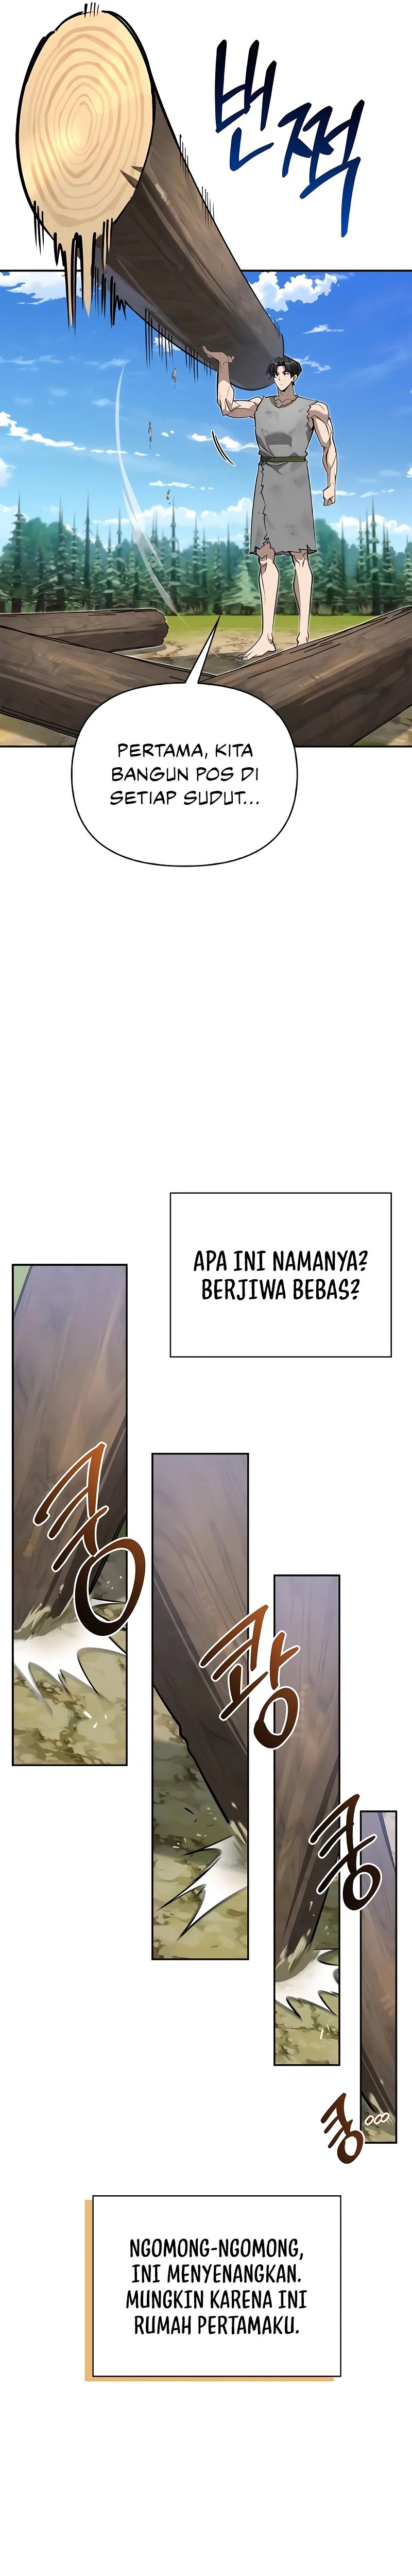 번쩍
PERTAMA, KITA
BANGUN POS DI
SETIAP SUDUT...
APA INI NAMANYA?
BERJIWA BEBAS?
쿵
쾅
쿵
쿵...
NGOMONG-NGOMONG,
INI MENYENANGKAN.
MUNGKIN KARENA INI
RUMAH PERTAMAKU.